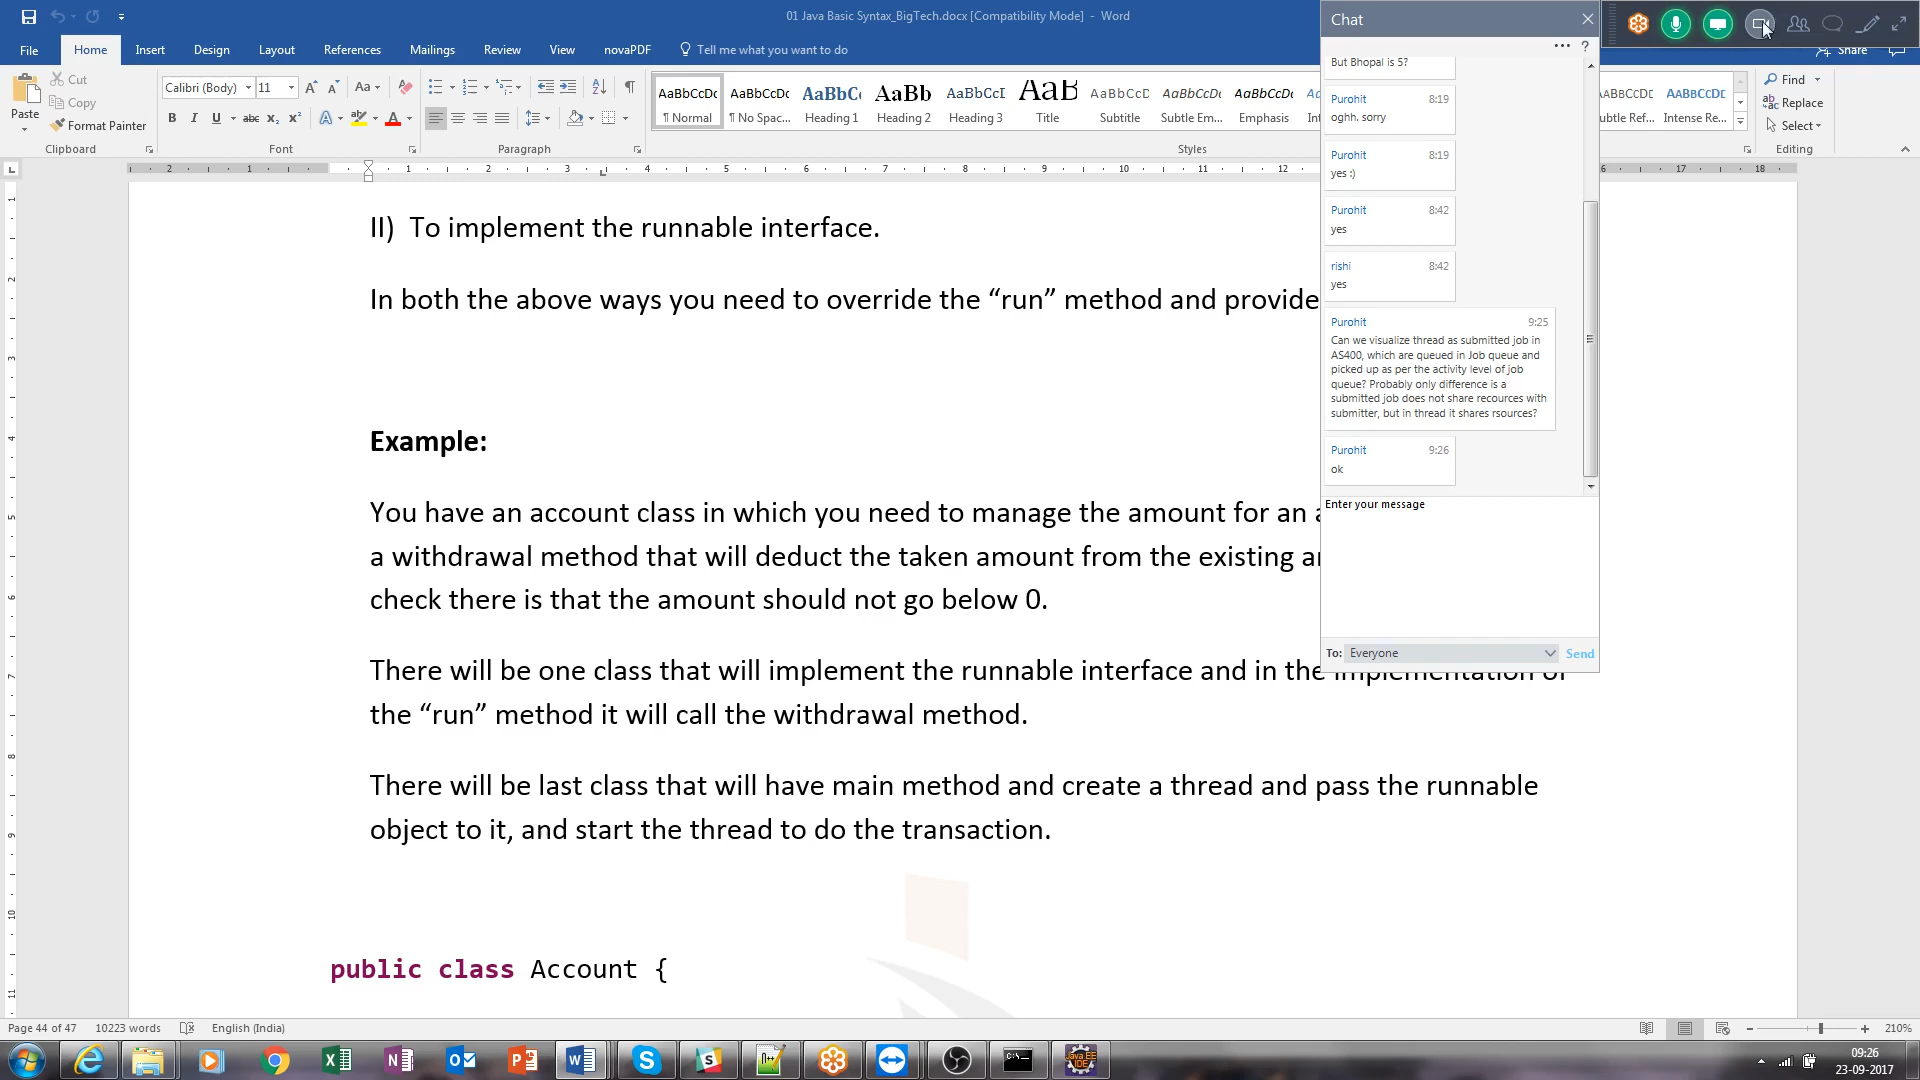 01 Java Basic Syntax_BigTech.docx [Compatibility Mode] - Word
File
Home
Insert
Design
Layout
References
Mailings
Review
View
novaPDF
Tell me what you want to do
Share
Paste
Cut
Copy
Format Painter
Clipboard
Calibri (Body)
11
Font
Paragraph
AaBbCcDc
¶ Normal
AaBbCcDc
¶ No Spac...
AaBbC
Heading 1
AaBb
Heading 2
AaBbCcD
Heading 3
AaB
Title
AaBbCcD
Subtitle
AaBbCcDc
Subtle Em...
AaBbCcDc
Emphasis
Styles
Subtle Ref...
AABBCCDE
Intense Re...
Find
Replace
Select
Editing
II) To implement the runnable interface.
In both the above ways you need to override the “run” method and provide
Example:
You have an account class in which you need to manage the amount for an
a withdrawal method that will deduct the taken amount from the existing
check there is that the amount should not go below 0.
There will be one class that will implement the runnable interface and in the implementation of
the “run” method it will call the withdrawal method.
There will be last class that will have main method and create a thread and pass the runnable
object to it, and start the thread to do the transaction.
public class Account {
Chat
But Bhopal is 5?
Purohit 8:19
oghh. sorry
Purohit 8:19
yes :)
Purohit 8:42
yes
rishi 8:42
yes
Purohit 9:25
Can we visualize thread as submitted job in
AS400, which are queued in Job queue and
picked up as per the activity level of job
queue? Probably only difference is a
submitted job does not share recources with
submitter, but in thread it shares rsources?
Purohit 9:26
ok
Enter your message
To: Everyone
Send
Page 44 of 47
10223 words
English (India)
210%
09:26
23-09-2017